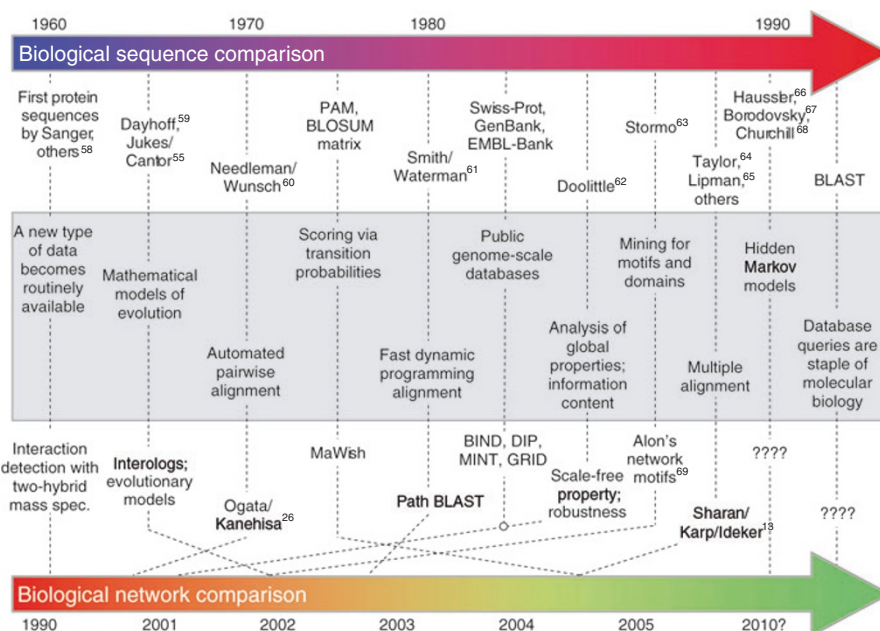 1960 1970 1980 1990
Biological sequence comparison
First protein
sequences
by Sanger,
others58
Dayhoff,59
Jukes/
Cantor55
Needleman/
Wunsch60
PAM,
BLOSUM
matrix
Smith/
Waterman61
Swiss-Prot,
GenBank,
EMBL-Bank
Doolittle62
Stormo63
Taylor,64
Lipman,65
others
Haussler,66
Borodovsky,67
Churchill68
BLAST
A new type
of data
becomes
routinely
available
Mathematical
models of
evolution
Automated
pairwise
alignment
Scoring via
transition
probabilities
Fast dynamic
programming
alignment
Public
genome-scale
databases
Analysis of
global
properties;
information
content
Mining for
motifs and
domains
Multiple
alignment
Hidden
Markov
models
Database
queries are
staple of
molecular
biology
Interaction
detection with
two-hybrid
mass spec.
Interologs;
evolutionary
models
Ogata/
Kanehisa26
MaWish
Path BLAST
BIND, DIP,
MINT, GRID
Scale-free
property;
robustness
Alon's
network
motifs69
Sharan/
Karp/Ideker13
????
????
Biological network comparison
1990 2001 2002 2003 2004 2005 2010?